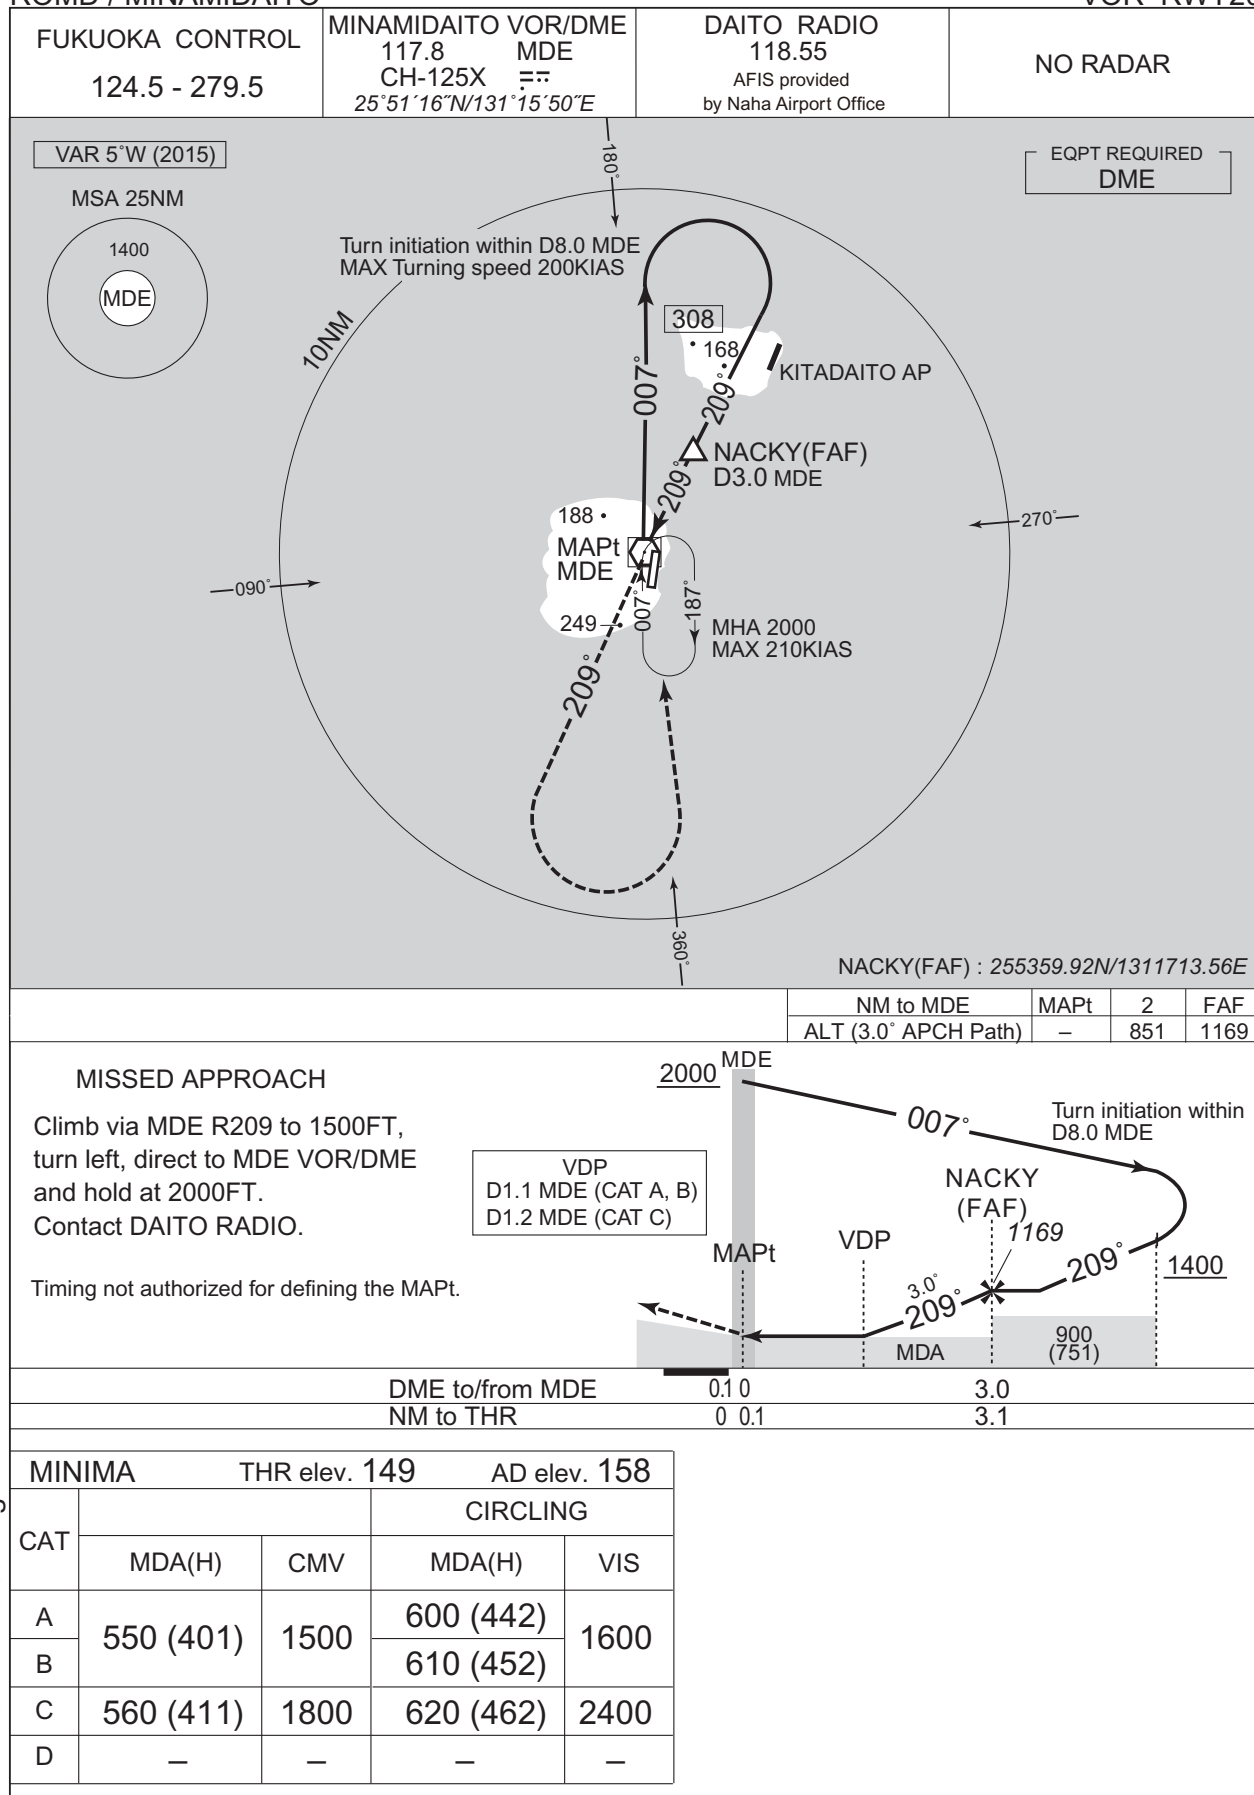 ROMD / MINAMIDAITO
FUKUOKA CONTROL
124.5 - 279.5
MINAMIDAITO VOR/DME
117.8 MDE
CH-125X
25˚51´16˝N/131˚15´50˝E
DAITO RADIO
118.55
AFIS provided
by Naha Airport Office
NO RADAR
VAR 5˚W (2015)
MSA 25NM
1400
MDE
EQPT REQUIRED
DME
180˚
Turn initiation within D8.0 MDE
MAX Turning speed 200KIAS
10NM
308
168
KITADAITO AP
007˚
209˚
NACKY(FAF)
D3.0 MDE
209˚
270˚
188
MAPt
MDE
090˚
249
007˚
187˚
MHA 2000
MAX 210KIAS
209˚
360˚
NACKY(FAF) : 255359.92N/1311713.56E
NM to MDE MAPt 2 FAF
ALT (3.0˚ APCH Path) – 851 1169
MISSED APPROACH
Climb via MDE R209 to 1500FT,
turn left, direct to MDE VOR/DME
and hold at 2000FT.
Contact DAITO RADIO.
Timing not authorized for defining the MAPt.
VDP
D1.1 MDE (CAT A, B)
D1.2 MDE (CAT C)
2000
MDE
007˚
Turn initiation within
D8.0 MDE
NACKY
(FAF)
1169
MAPt
VDP
3.0˚
209˚
209˚
1400
MDA
900
(751)
DME to/from MDE 0.1 0 3.0
NM to THR 0 0.1 3.1
MINIMA THR elev. 149 AD elev. 158
CAT CIRCLING
MDA(H) CMV MDA(H) VIS
A 550 (401) 1500 600 (442) 1600
B 610 (452)
C 560 (411) 1800 620 (462) 2400
D – – – –